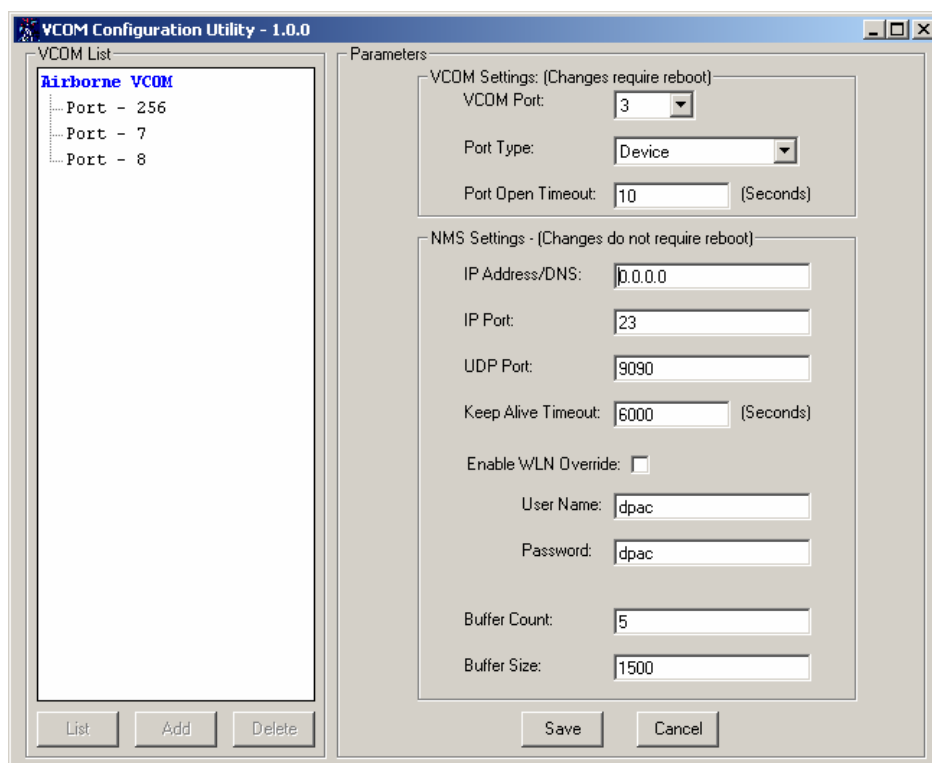 VCOM Configuration Utility - 1.0.0
VCOM List
Airborne VCOM
Port - 256
Port - 7
Port - 8
List Add Delete
Parameters
VCOM Settings: (Changes require reboot)
VCOM Port: 3
Port Type: Device
Port Open Timeout: 10 (Seconds)
NMS Settings - (Changes do not require reboot)
IP Address/DNS: 0.0.0.0
IP Port: 23
UDP Port: 9090
Keep Alive Timeout: 6000 (Seconds)
Enable WLN Override:
User Name: dpac
Password: dpac
Buffer Count: 5
Buffer Size: 1500
Save Cancel